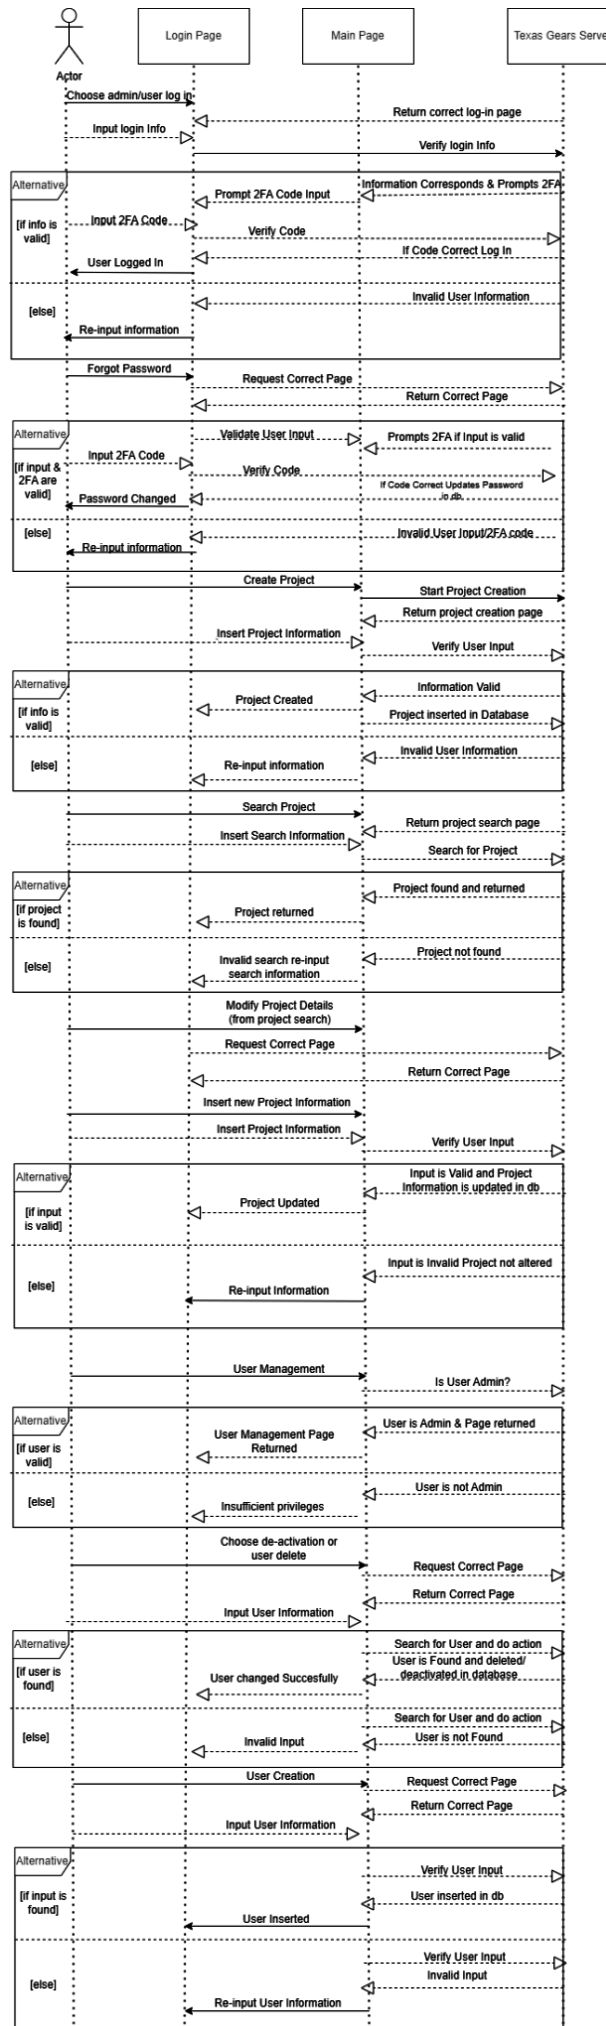 Login Page
Main Page
Texas Gears Serve
Actor
Choose admin/user log in
Return correct log-in page
Input login Info
Verify login Info
Alternative
Information Corresponds & Prompts 2FA
Prompt 2FA Code Input
[if info is
valid]
Input 2FA Code
Verify Code
If Code Correct Log In
User Logged In
[else]
Invalid User Information
Re-input information
Forgot Password
Request Correct Page
Return Correct Page
Alternative
Validate User Input
Prompts 2FA if Input is valid
[if input &
2FA are
valid]
Input 2FA Code
Verify Code
If Code Correct Updates Password
in db
Password Changed
[else]
Invalid User Input/2FA code
Re-input information
Create Project
Start Project Creation
Return project creation page
Insert Project Information
Verify User Input
Alternative
Information Valid
Project Created
[if info is
valid]
Project inserted in Database
[else]
Invalid User Information
Re-input information
Search Project
Return project search page
Insert Search Information
Search for Project
Alternative
Project found and returned
[if project
is found]
Project returned
[else]
Project not found
Invalid search re-input
search information
Modify Project Details
(from project search)
Request Correct Page
Return Correct Page
Insert new Project Information
Insert Project Information
Verify User Input
Alternative
Input is Valid and Project
Information is updated in db
[if input
is valid]
Project Updated
Input is Invalid Project not altered
[else]
Re-input Information
User Management
Is User Admin?
Alternative
User is Admin & Page returned
[if user is
valid]
User Management Page
Returned
[else]
User is not Admin
Insufficient privileges
Choose de-activation or
user delete
Request Correct Page
Return Correct Page
Input User Information
Alternative
Search for User and do action
[if user is
found]
User is Found and deleted/
deactivated in database
User changed Succesfully
Search for User and do action
[else]
User is not Found
Invalid Input
User Creation
Request Correct Page
Return Correct Page
Input User Information
Alternative
Verify User Input
[if input is
found]
User inserted in db
User Inserted
Verify User Input
[else]
Invalid Input
Re-input User Information